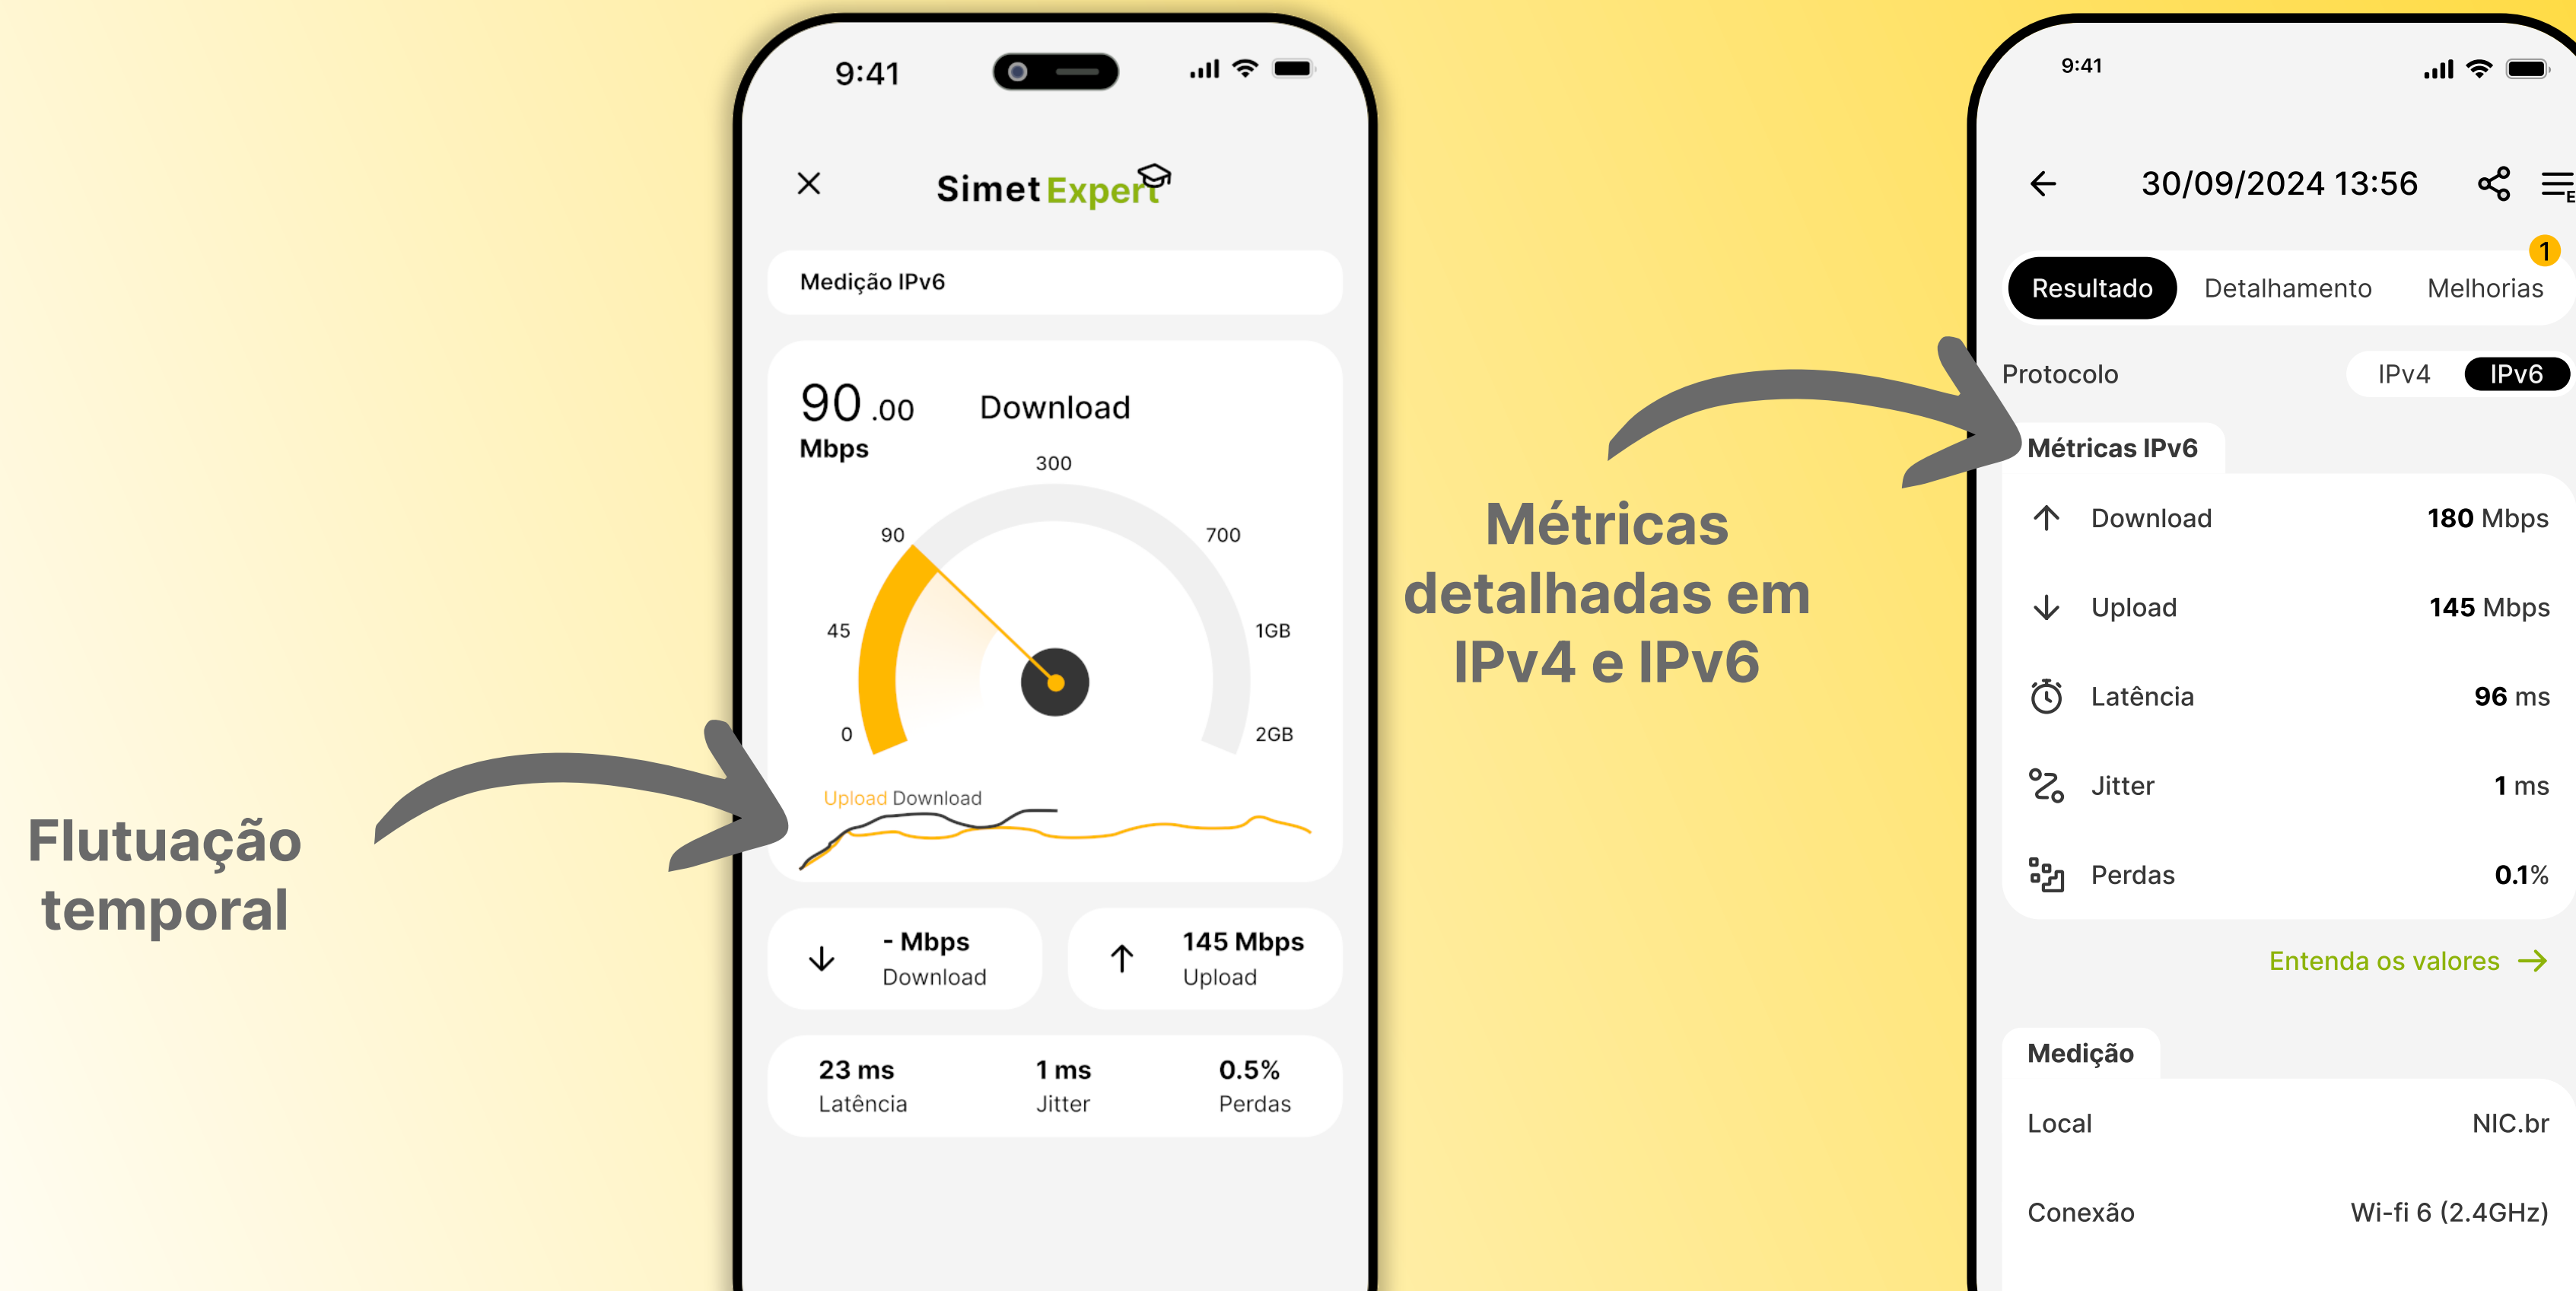 Flutuação
temporal
9:41
Simet Expert
Medição IPv6
90 .00
Mbps
Download
300
90
700
45
1GB
0
2GB
Upload Download
- Mbps
Download
145 Mbps
Upload
23 ms
Latência
1 ms
Jitter
0.5%
Perdas
Métricas
detalhadas em
IPv4 e IPv6
9:41
30/09/2024 13:56
E
1
Resultado
Detalhamento
Melhorias
Protocolo
IPv4
IPv6
Métricas IPv6
Download
180 Mbps
Upload
145 Mbps
Latência
96 ms
Jitter
1 ms
Perdas
0.1%
Entenda os valores
Medição
Local
NIC.br
Conexão
Wi-fi 6 (2.4GHz)